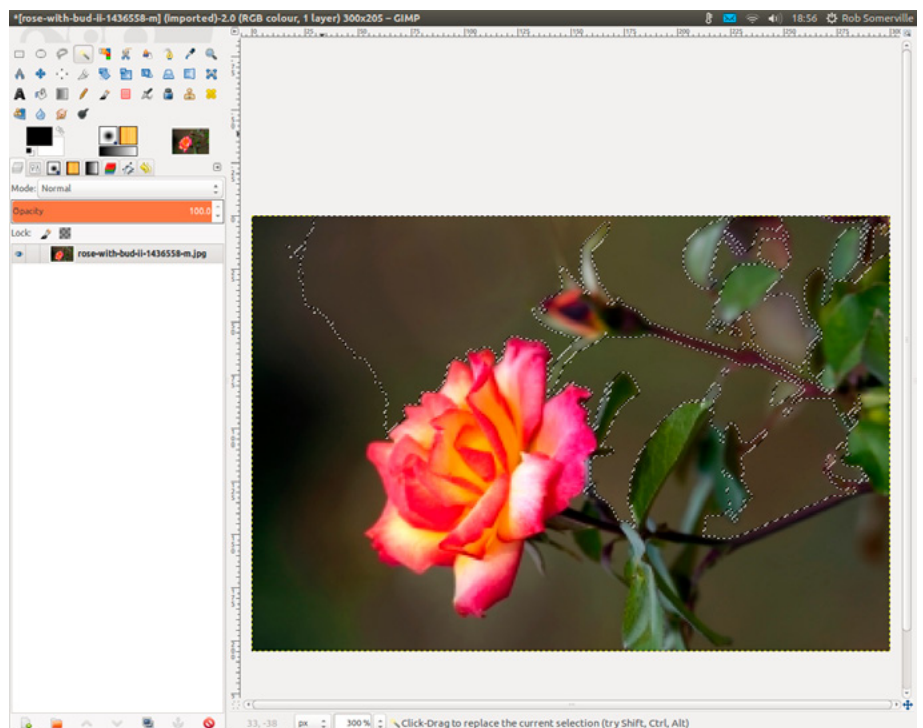 *[rose-with-bud-ii-1436558-m] (imported)-2.0 (RGB colour, 1 layer) 300x205 – GIMP
18:56 Rob Somerville
Mode: Normal
Opacity 100.0
Lock:
rose-with-bud-ii-1436558-m.jpg
33, -38 px 300 % Click-Drag to replace the current selection (try Shift, Ctrl, Alt)